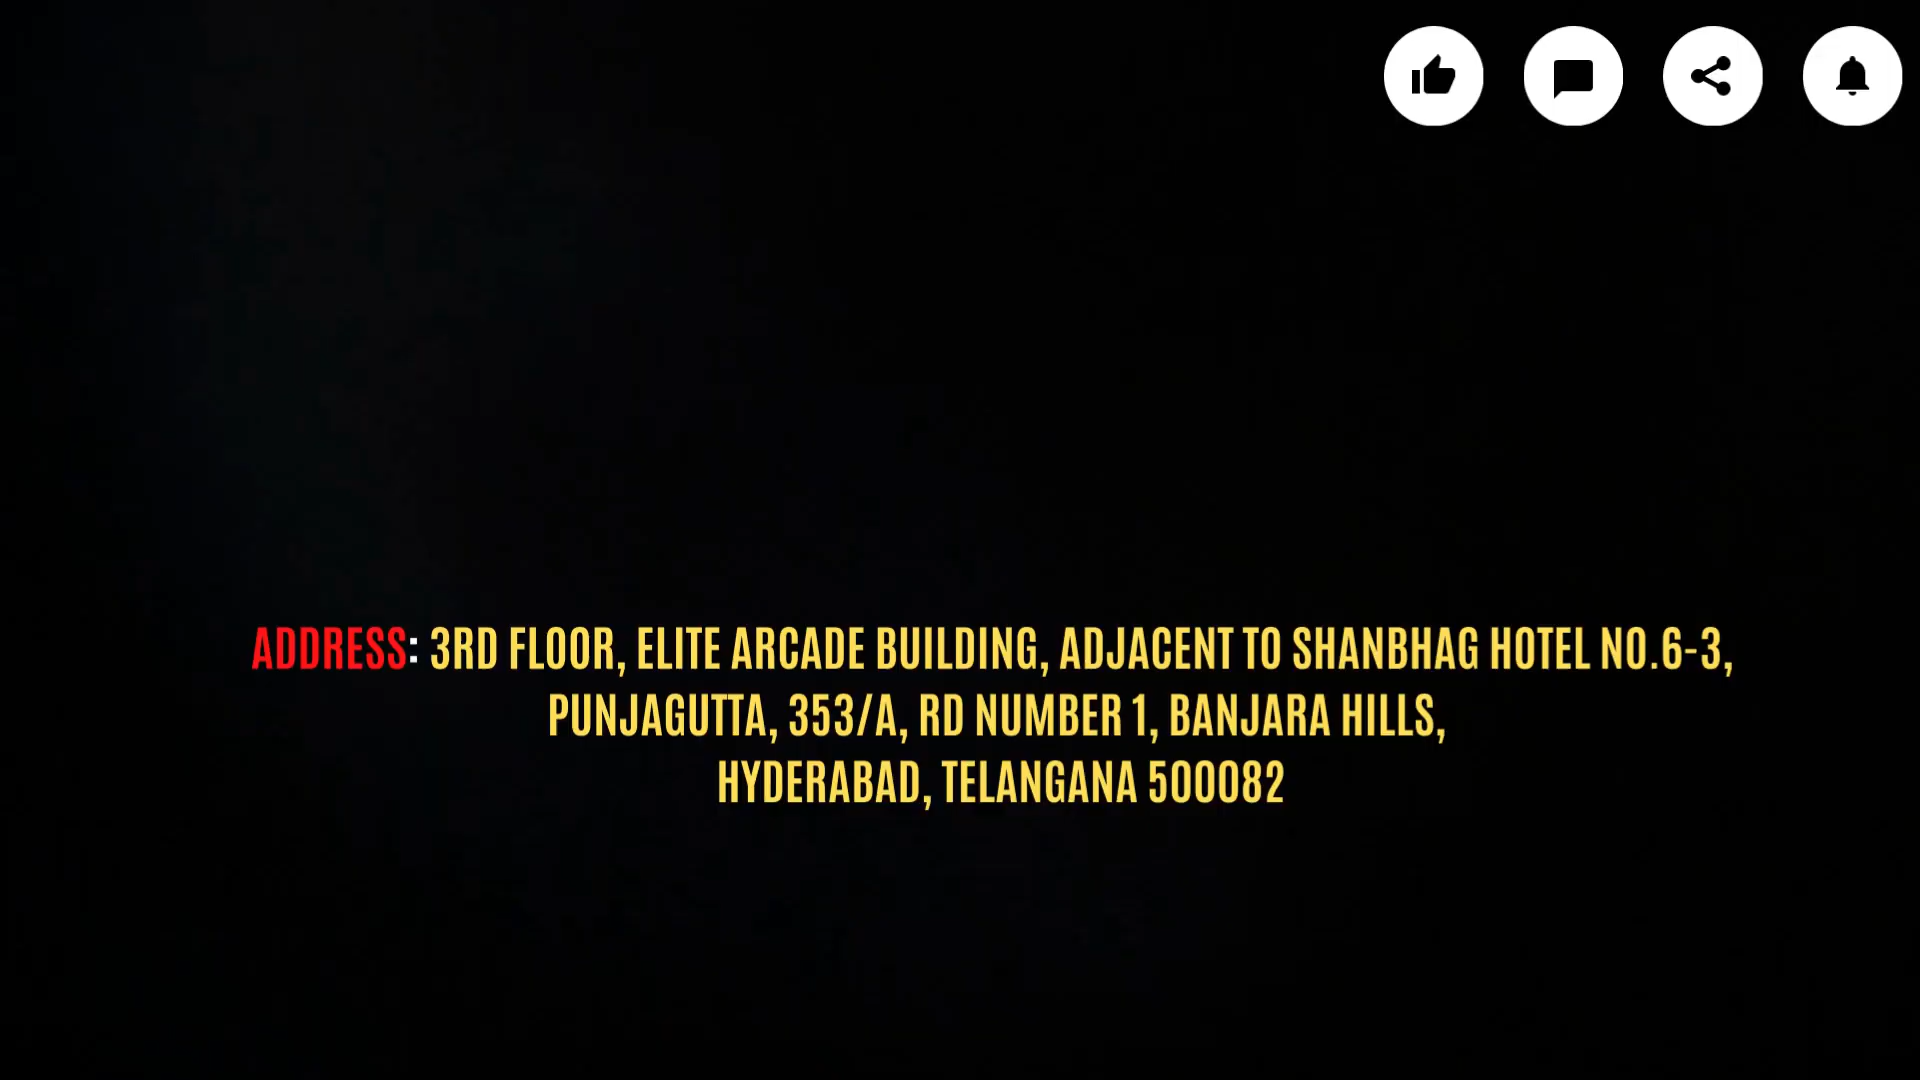 ADDRESS: 3RD FLOOR, ELITE ARCADE BUILDING, ADJACENT TO SHANBHAG HOTEL NO.6-3,
PUNJAGUTTA, 353/A, RD NUMBER 1, BANJARA HILLS,
HYDERABAD, TELANGANA 500082